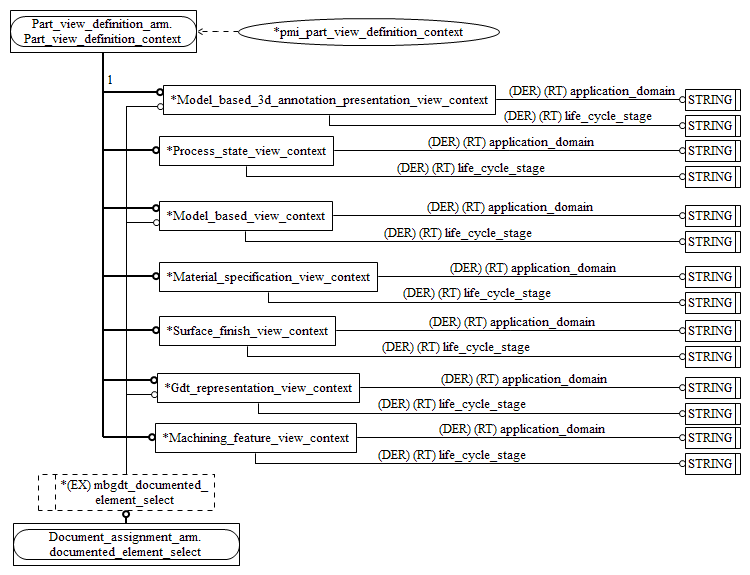 Part_view_definition_arm.
Part_view_definition_context
*pmi_part_view_definition_context
1
*Model_based_3d_annotation_presentation_view_context
(DER) (RT) application_domain
STRING
(DER) (RT) life_cycle_stage
STRING
*Process_state_view_context
(DER) (RT) application_domain
STRING
(DER) (RT) life_cycle_stage
STRING
*Model_based_view_context
(DER) (RT) application_domain
STRING
(DER) (RT) life_cycle_stage
STRING
*Material_specification_view_context
(DER) (RT) application_domain
STRING
(DER) (RT) life_cycle_stage
STRING
*Surface_finish_view_context
(DER) (RT) application_domain
STRING
(DER) (RT) life_cycle_stage
STRING
*Gdt_representation_view_context
(DER) (RT) application_domain
STRING
(DER) (RT) life_cycle_stage
STRING
*Machining_feature_view_context
(DER) (RT) application_domain
STRING
(DER) (RT) life_cycle_stage
STRING
*(EX) mbgdt_documented_
element_select
Document_assignment_arm.
documented_element_select